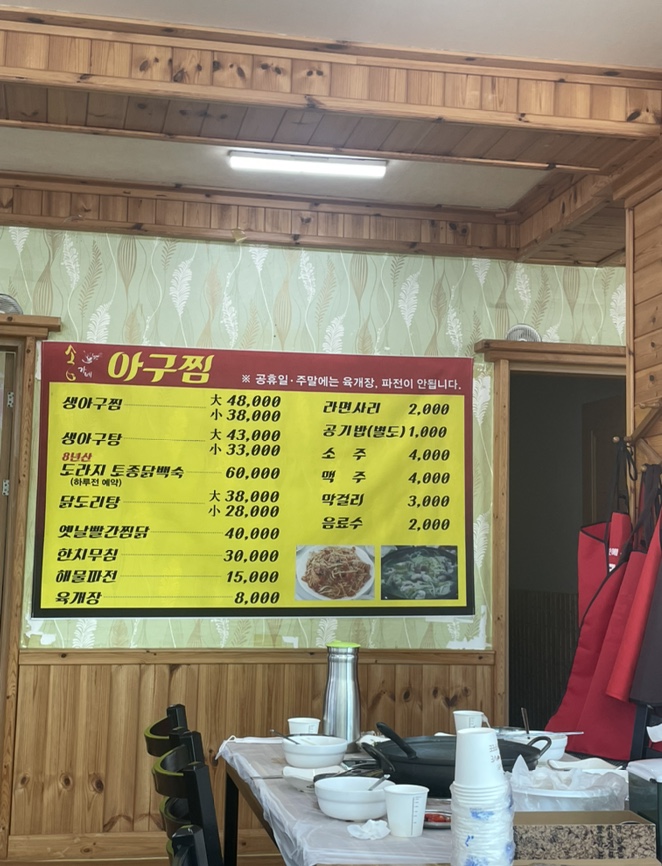 아구찜 ※ 공휴일·주말에는 육개장, 파전이 안됩니다.
생아구찜 大 48,000
小 38,000
생아구탕 大 43,000
小 33,000
8년산
도라지 토종닭백숙 60,000
(하루전 예약)
닭도리탕 大 38,000
小 28,000
옛날빨간찜닭 40,000
한치무침 30,000
해물파전 15,000
육개장 8,000
라면사리 2,000
공기밥(별도) 1,000
소 주 4,000
맥 주 4,000
막걸리 3,000
음료수 2,000